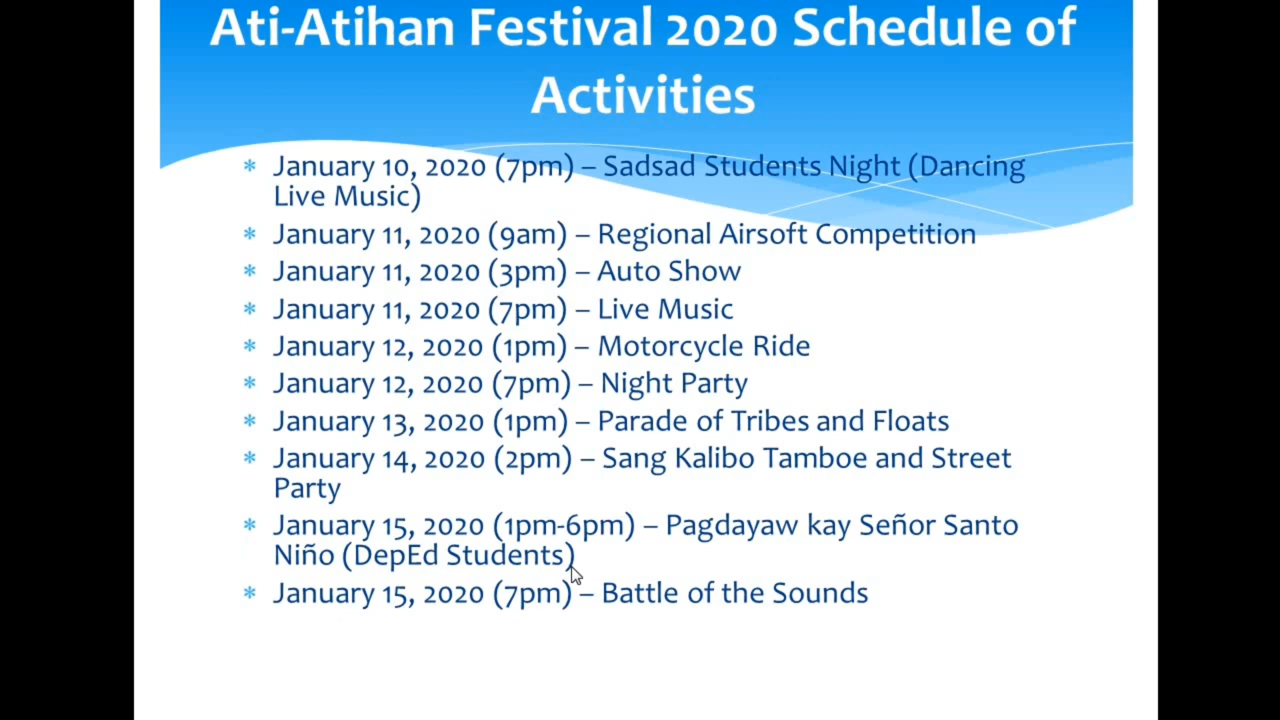 Ati-Atihan Festival 2020 Schedule of
Activities
* January 10, 2020 (7pm) – Sadsad Students Night (Dancing
Live Music)
* January 11, 2020 (9am) – Regional Airsoft Competition
* January 11, 2020 (3pm) – Auto Show
* January 11, 2020 (7pm) – Live Music
* January 12, 2020 (1pm) – Motorcycle Ride
* January 12, 2020 (7pm) – Night Party
* January 13, 2020 (1pm) – Parade of Tribes and Floats
* January 14, 2020 (2pm) – Sang Kalibo Tamboe and Street
Party
* January 15, 2020 (1pm-6pm) – Pagdayaw kay Señor Santo
Niño (DepEd Students)
* January 15, 2020 (7pm) – Battle of the Sounds